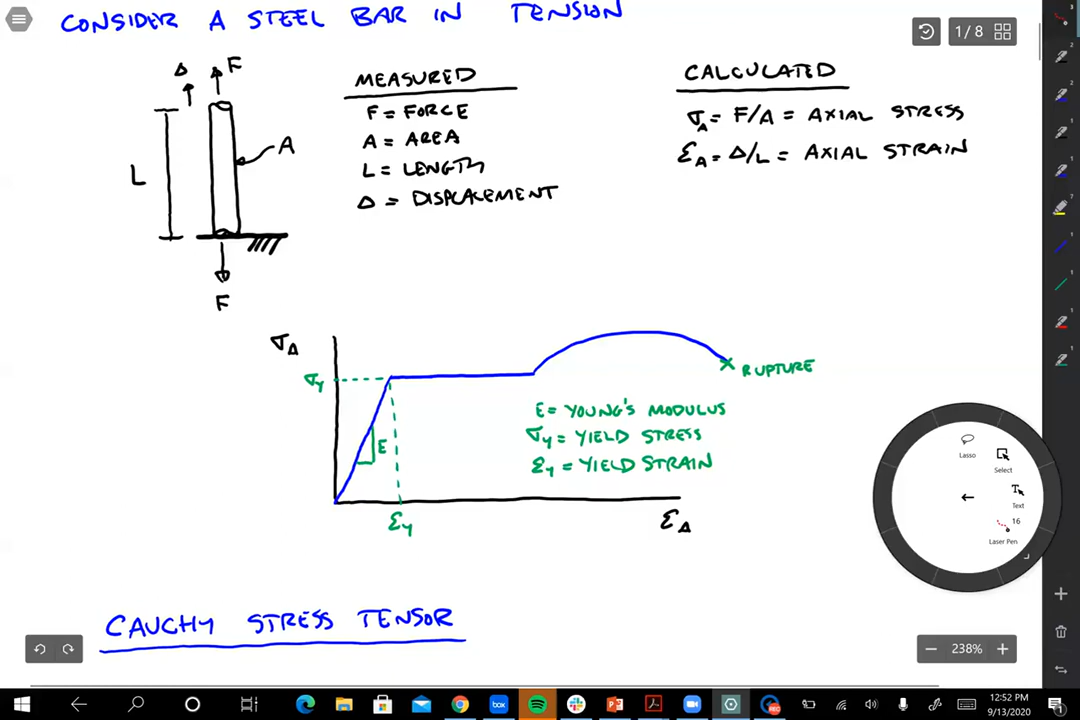 CONSIDER A STEEL BAR IN TENSION
1/8
Δ
F
L
A
F
MEASURED
F = FORCE
A = AREA
L = LENGTH
Δ = DISPLACEMENT
CALCULATED
σA = F/A = AXIAL STRESS
εA = Δ/L = AXIAL STRAIN
σA
σY
E
RUPTURE
E = YOUNG'S MODULUS
σY = YIELD STRESS
εY = YIELD STRAIN
εY
εA
Lasso
Select
Text
16
Laser Pen
CAUCHY STRESS TENSOR
238%
12:52 PM
9/13/2020